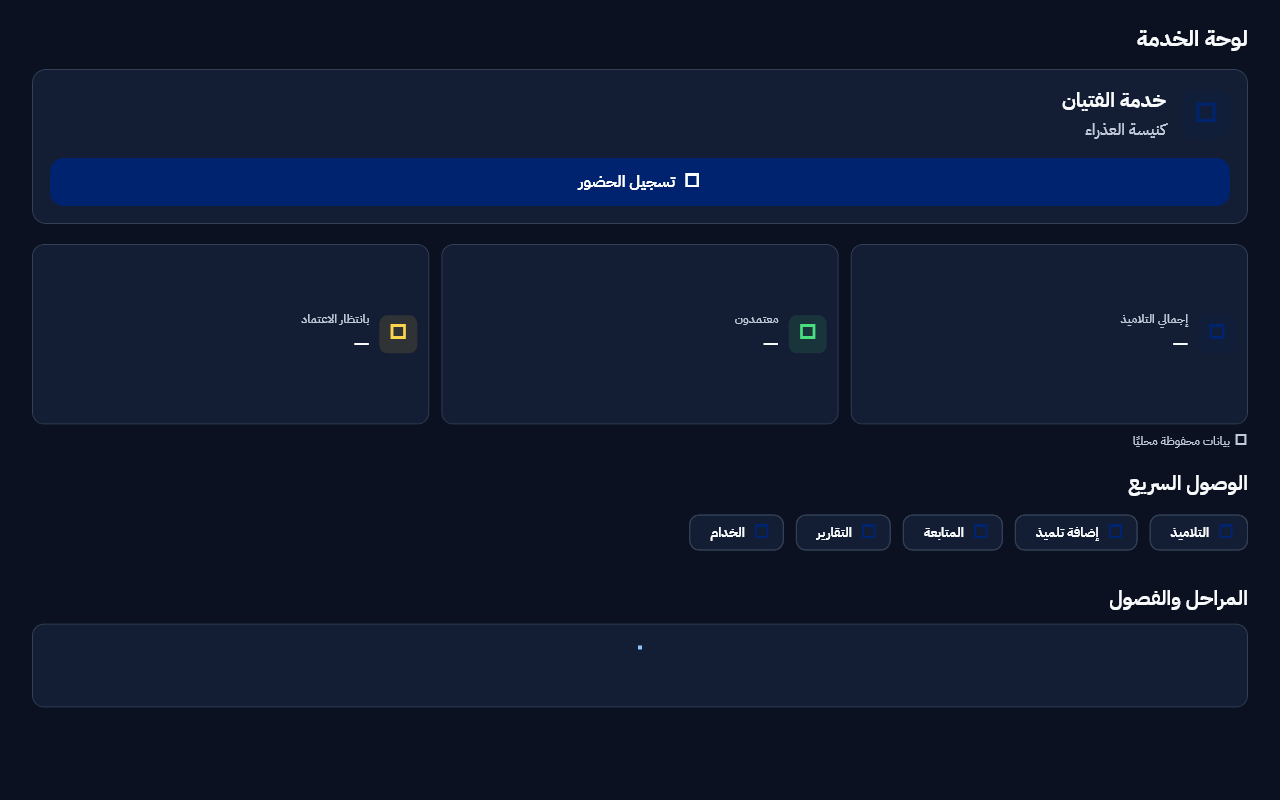 لوحة الخدمة
خدمة الفتيان
كنيسة العذراء
تسجيل الحضور
إجمالي التلاميذ
—
معتمدون
—
بانتظار الاعتماد
—
بيانات محفوظة محليًا
الوصول السريع
التلاميذ
إضافة تلميذ
المتابعة
التقارير
الخدام
المراحل والفصول